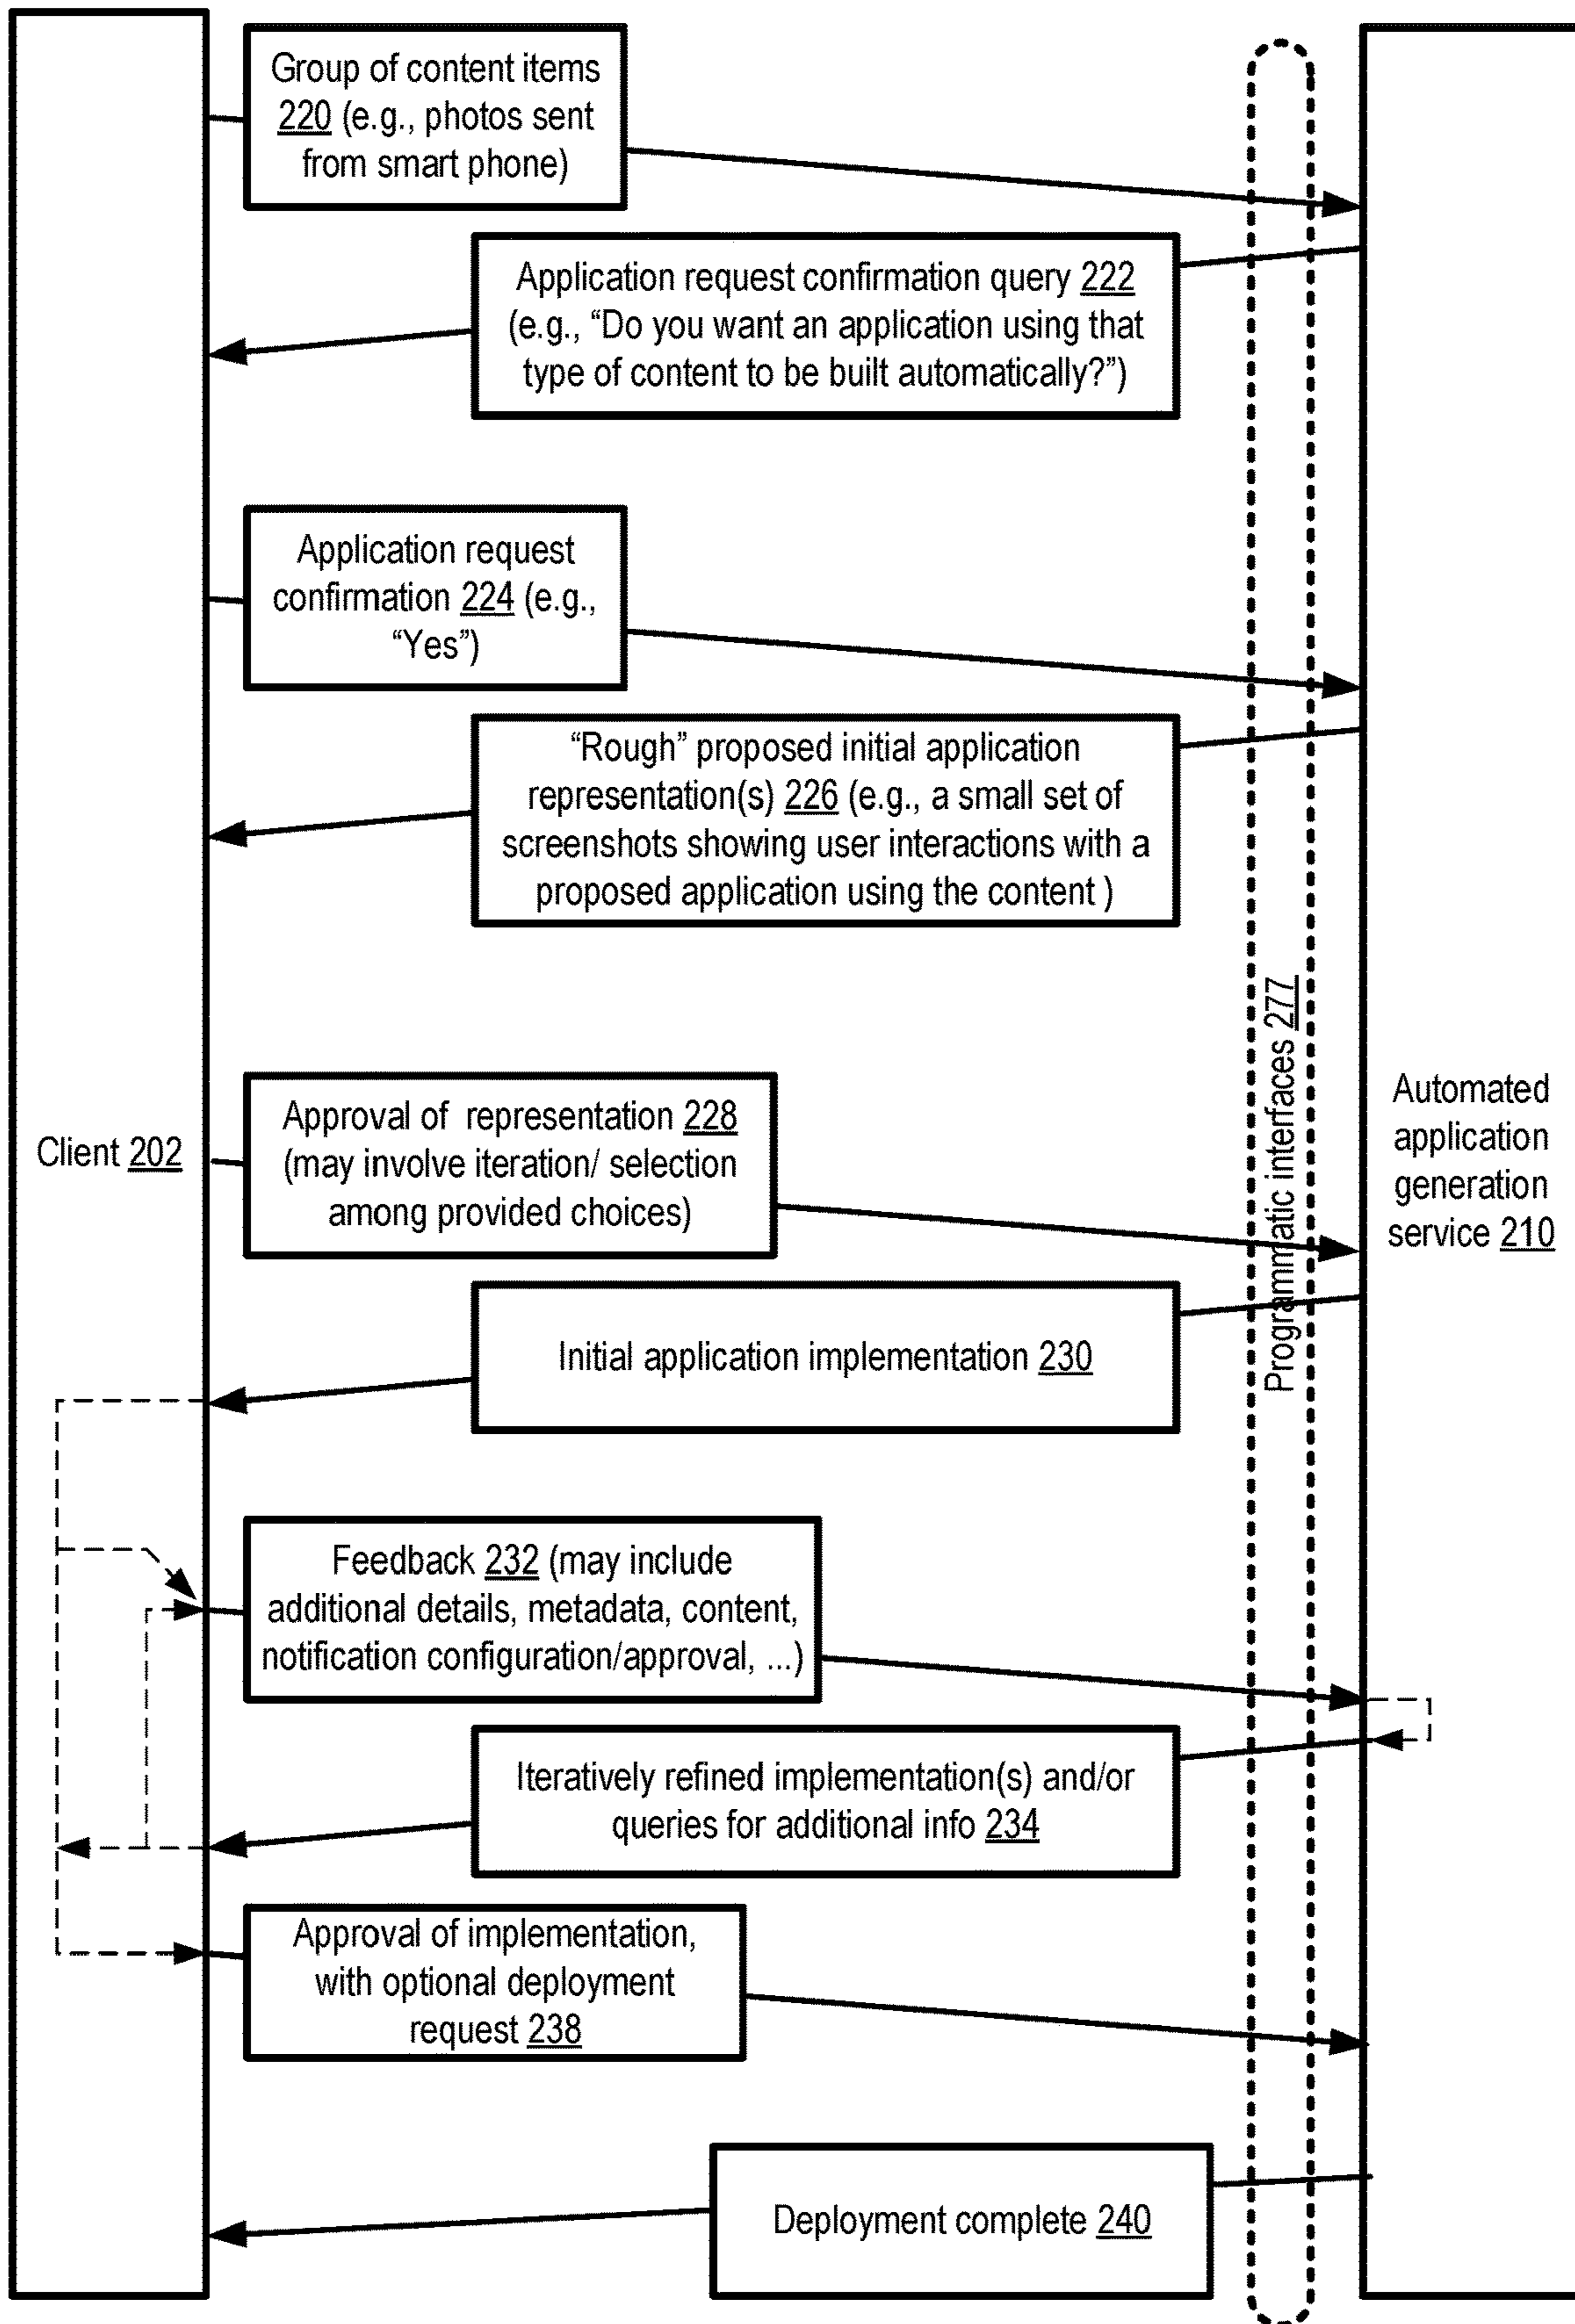 Group of content items
220 (e.g., photos sent
from smart phone)
Application request confirmation query 222
(e.g., “Do you want an application using that
type of content to be built automatically?”)
Application request
confirmation 224 (e.g.,
“Yes”)
“Rough” proposed initial application
representation(s) 226 (e.g., a small set of
screenshots showing user interactions with a
proposed application using the content )
Programmatic interfaces 277
Client 202
Approval of representation 228
(may involve iteration/ selection
among provided choices)
Automated
application
generation
service 210
Initial application implementation 230
Feedback 232 (may include
additional details, metadata, content,
notification configuration/approval, ...)
Iteratively refined implementation(s) and/or
queries for additional info 234
Approval of implementation,
with optional deployment
request 238
Deployment complete 240